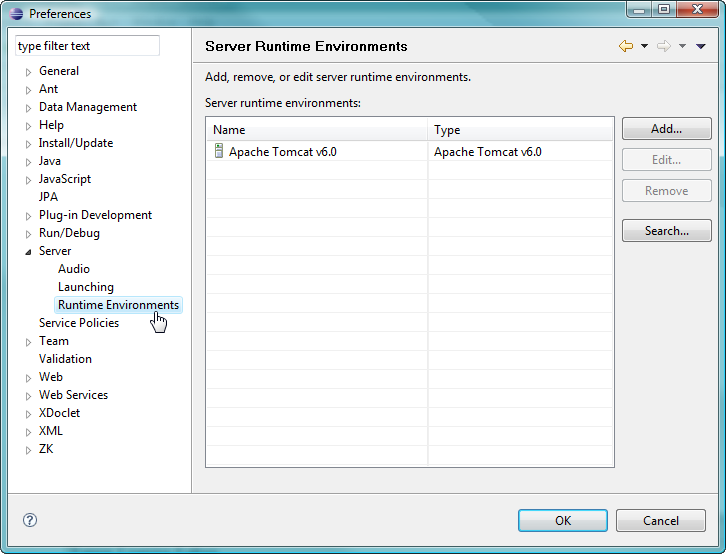 Preferences
type filter text
General
Ant
Data Management
Help
Install/Update
Java
JavaScript
JPA
Plug-in Development
Run/Debug
Server
Audio
Launching
Runtime Environments
Service Policies
Team
Validation
Web
Web Services
XDoclet
XML
ZK
Server Runtime Environments
Add, remove, or edit server runtime environments.
Server runtime environments:
Name Type
Apache Tomcat v6.0 Apache Tomcat v6.0
Add...
Edit...
Remove
Search...
OK Cancel